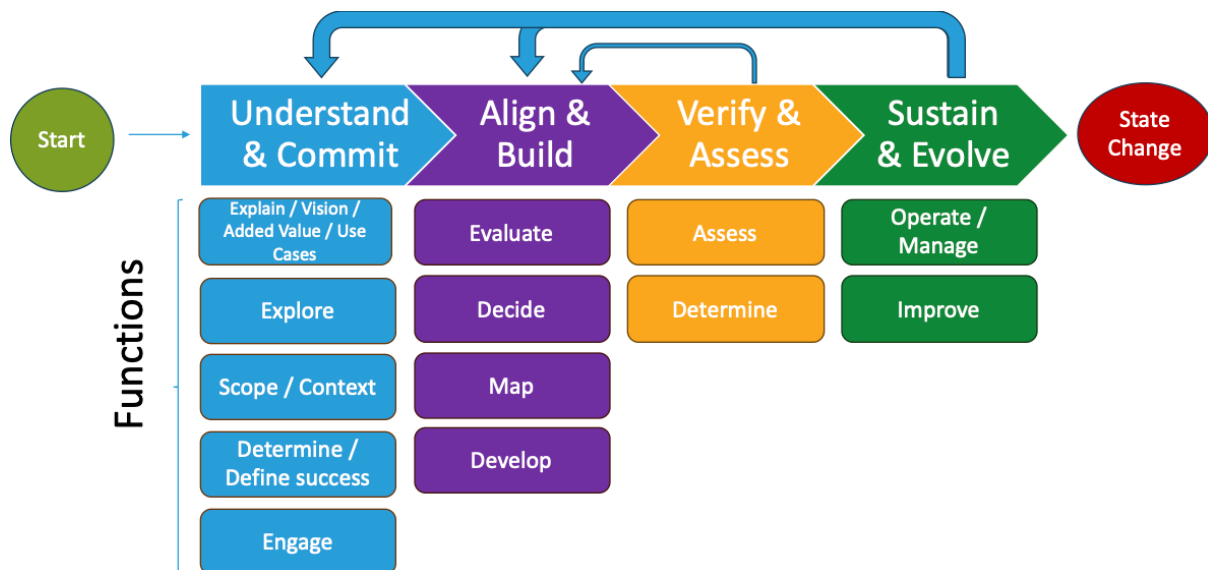 Start
Understand
& Commit
Align &
Build
Verify &
Assess
Sustain
& Evolve
State
Change
Functions
Explain / Vision /
Added Value / Use
Cases
Explore
Scope / Context
Determine /
Define success
Engage
Evaluate
Decide
Map
Develop
Assess
Determine
Operate /
Manage
Improve